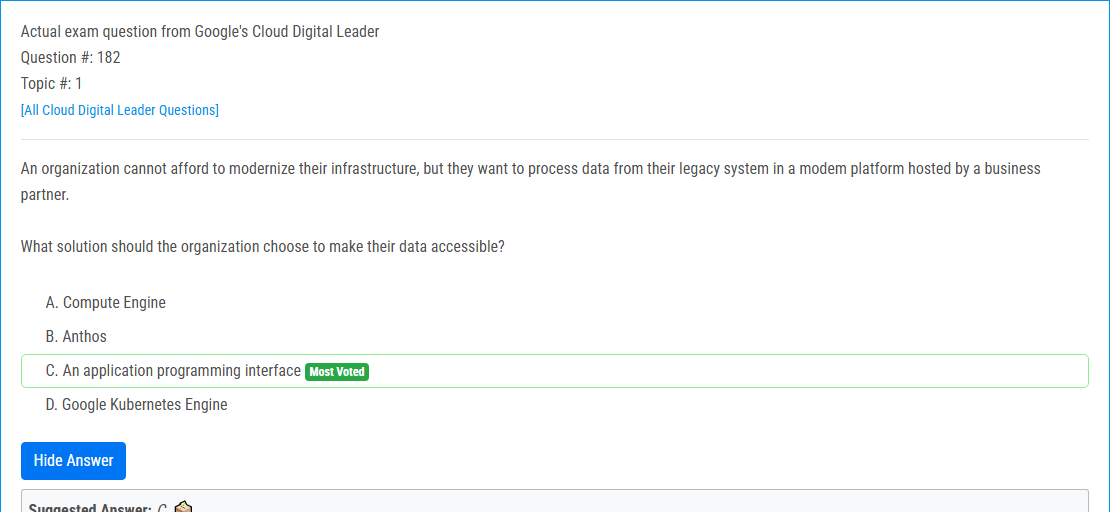 Actual exam question from Google's Cloud Digital Leader
Question #: 182
Topic #: 1
[All Cloud Digital Leader Questions]
An organization cannot afford to modernize their infrastructure, but they want to process data from their legacy system in a modem platform hosted by a business
partner.
What solution should the organization choose to make their data accessible?
A. Compute Engine
B. Anthos
C. An application programming interface Most Voted
D. Google Kubernetes Engine
Hide Answer
Suggested Answer: C